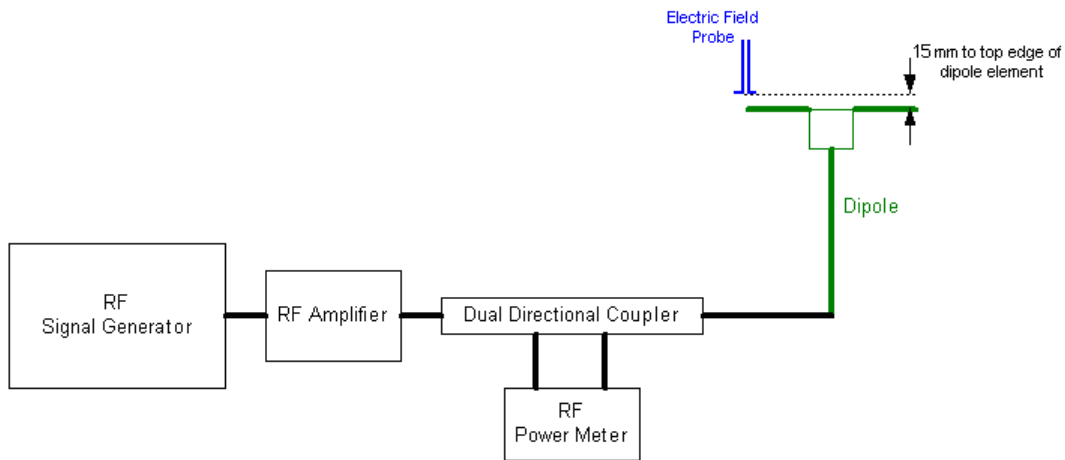 Electric Field
Probe
15 mm to top edge of
dipole element
Dipole
RF
Signal Generator
RF Amplifier
Dual Directional Coupler
RF
Power Meter